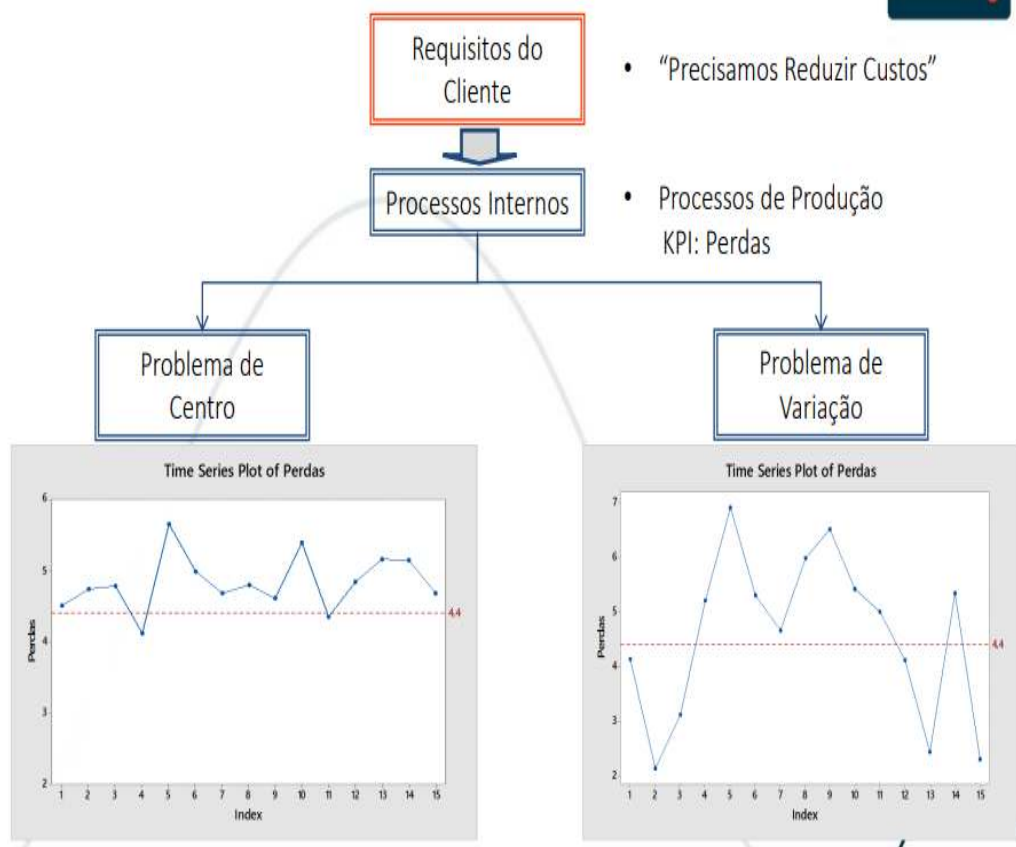 Requisitos do
Cliente
• “Precisamos Reduzir Custos”
Processos Internos
• Processos de Produção
KPI: Perdas
Problema de
Centro
Problema de
Variação
Time Series Plot of Perdas
6
5
4
3
2
Perdas
4,4
1 2 3 4 5 6 7 8 9 10 11 12 13 14 15
Index
Time Series Plot of Perdas
7
6
5
4
3
2
Perdas
4,4
1 2 3 4 5 6 7 8 9 10 11 12 13 14 15
Index